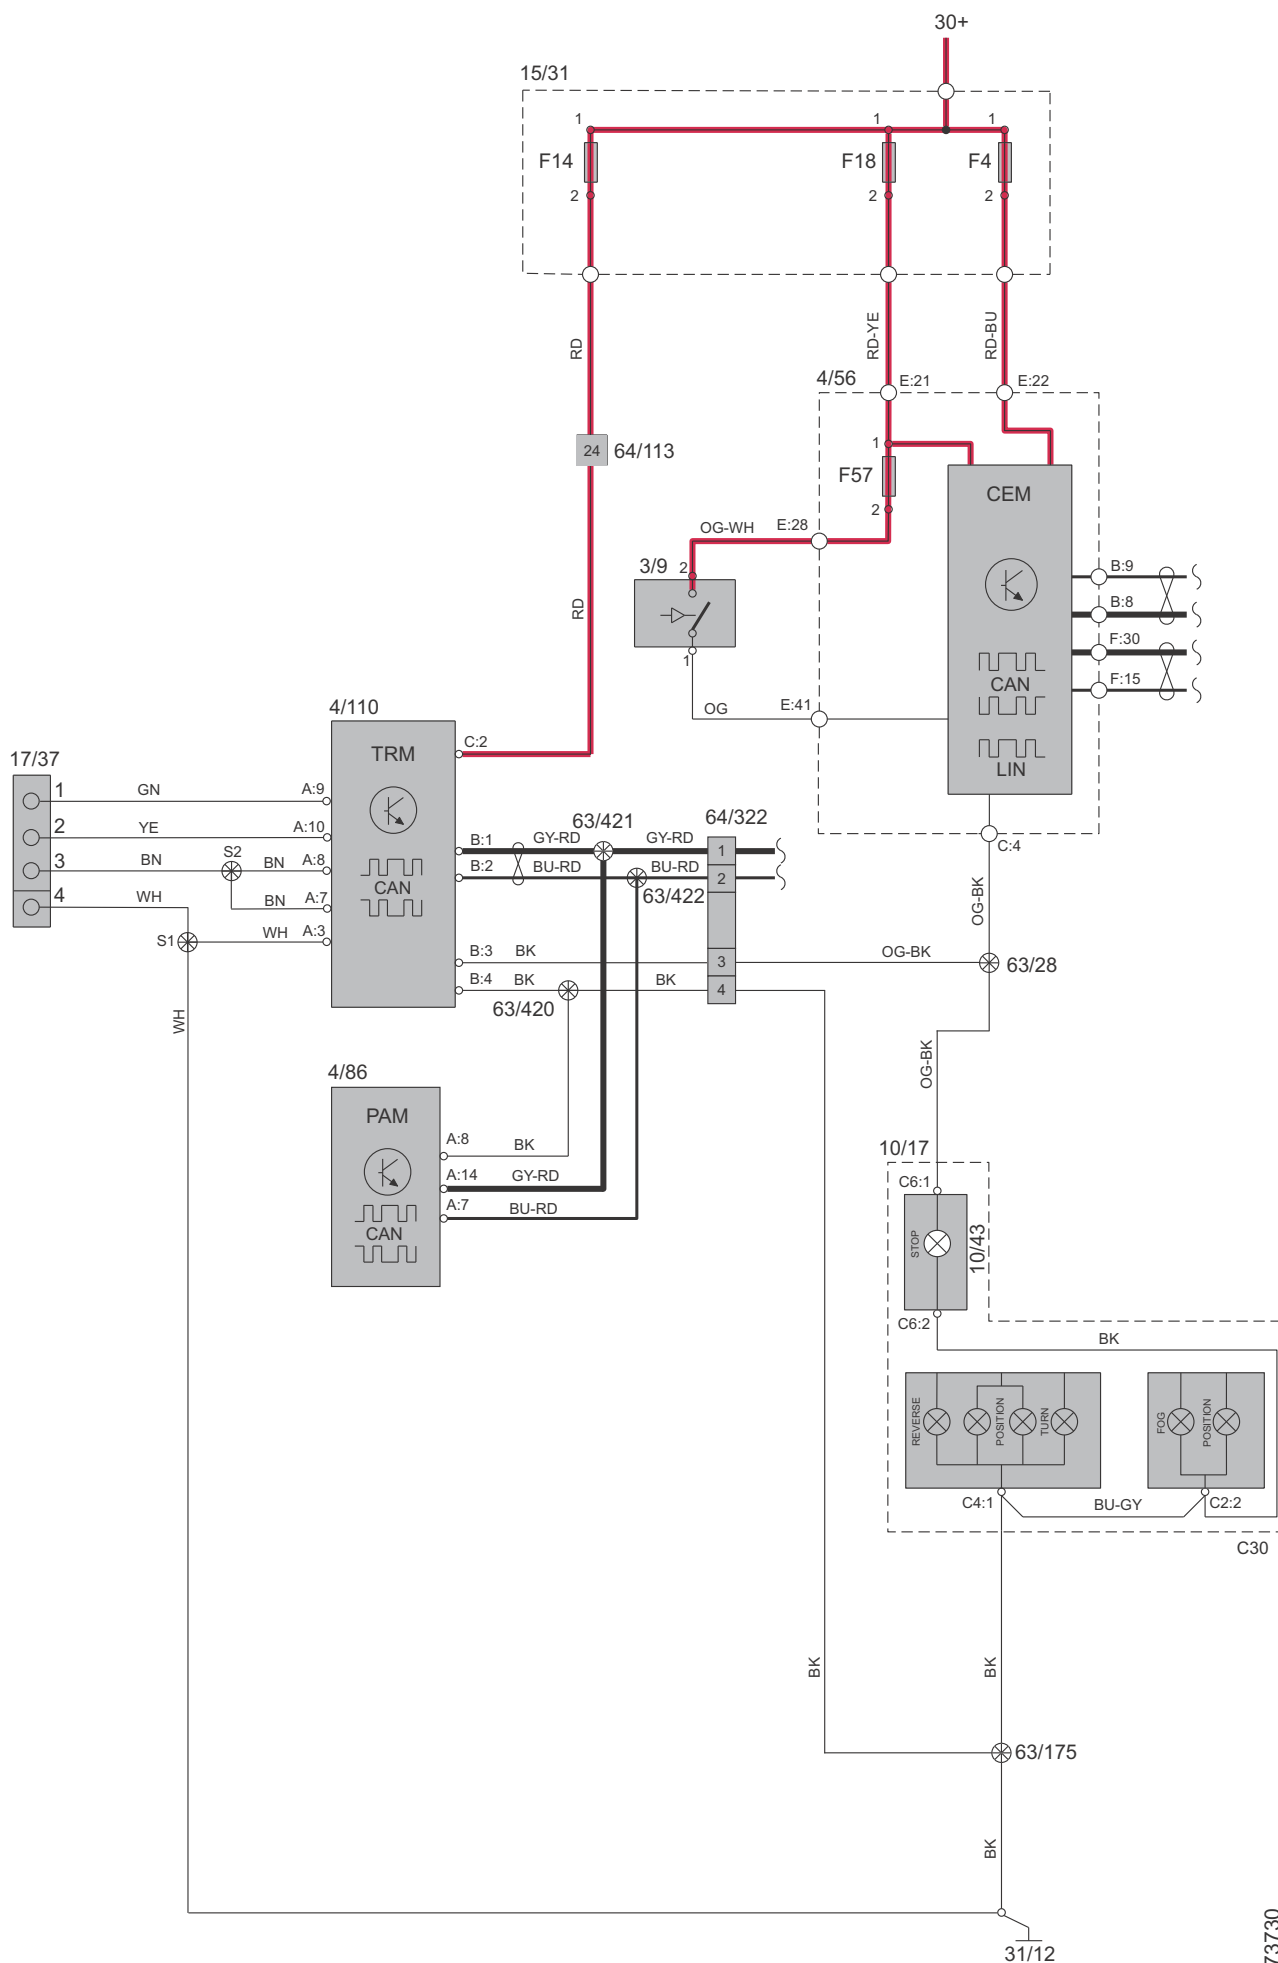 30+
15/31
1 1 1
F14 F18 F4
2 2 2
RD RD-YE RD-BU
4/56 E:21 E:22
24 64/113
1
F57 CEM
2
OG-WH E:28
3/9 2
B:9
B:8
RD
F:30
1
CAN F:15
OG E:41
4/110
TRM C:2
LIN
17/37
1 GN A:9
2 YE A:10
63/421 64/322
B:1 GY-RD GY-RD 1
C:4
S2
3 BN BN A:8
B:2 BU-RD BU-RD 2
CAN
63/422
4 WH BN A:7
OG-BK
S1 WH A:3
B:3 BK 3 OG-BK 63/28
B:4 BK BK 4
63/420
WH
OG-BK
4/86
PAM
A:8 BK
10/17
A:14 GY-RD
C6:1
A:7 BU-RD
CAN
STOP 10/43
C6:2
BK
REVERSE POSITION TURN FOG POSITION
C4:1 BU-GY C2:2
C30
BK BK
63/175
BK
31/12
73730